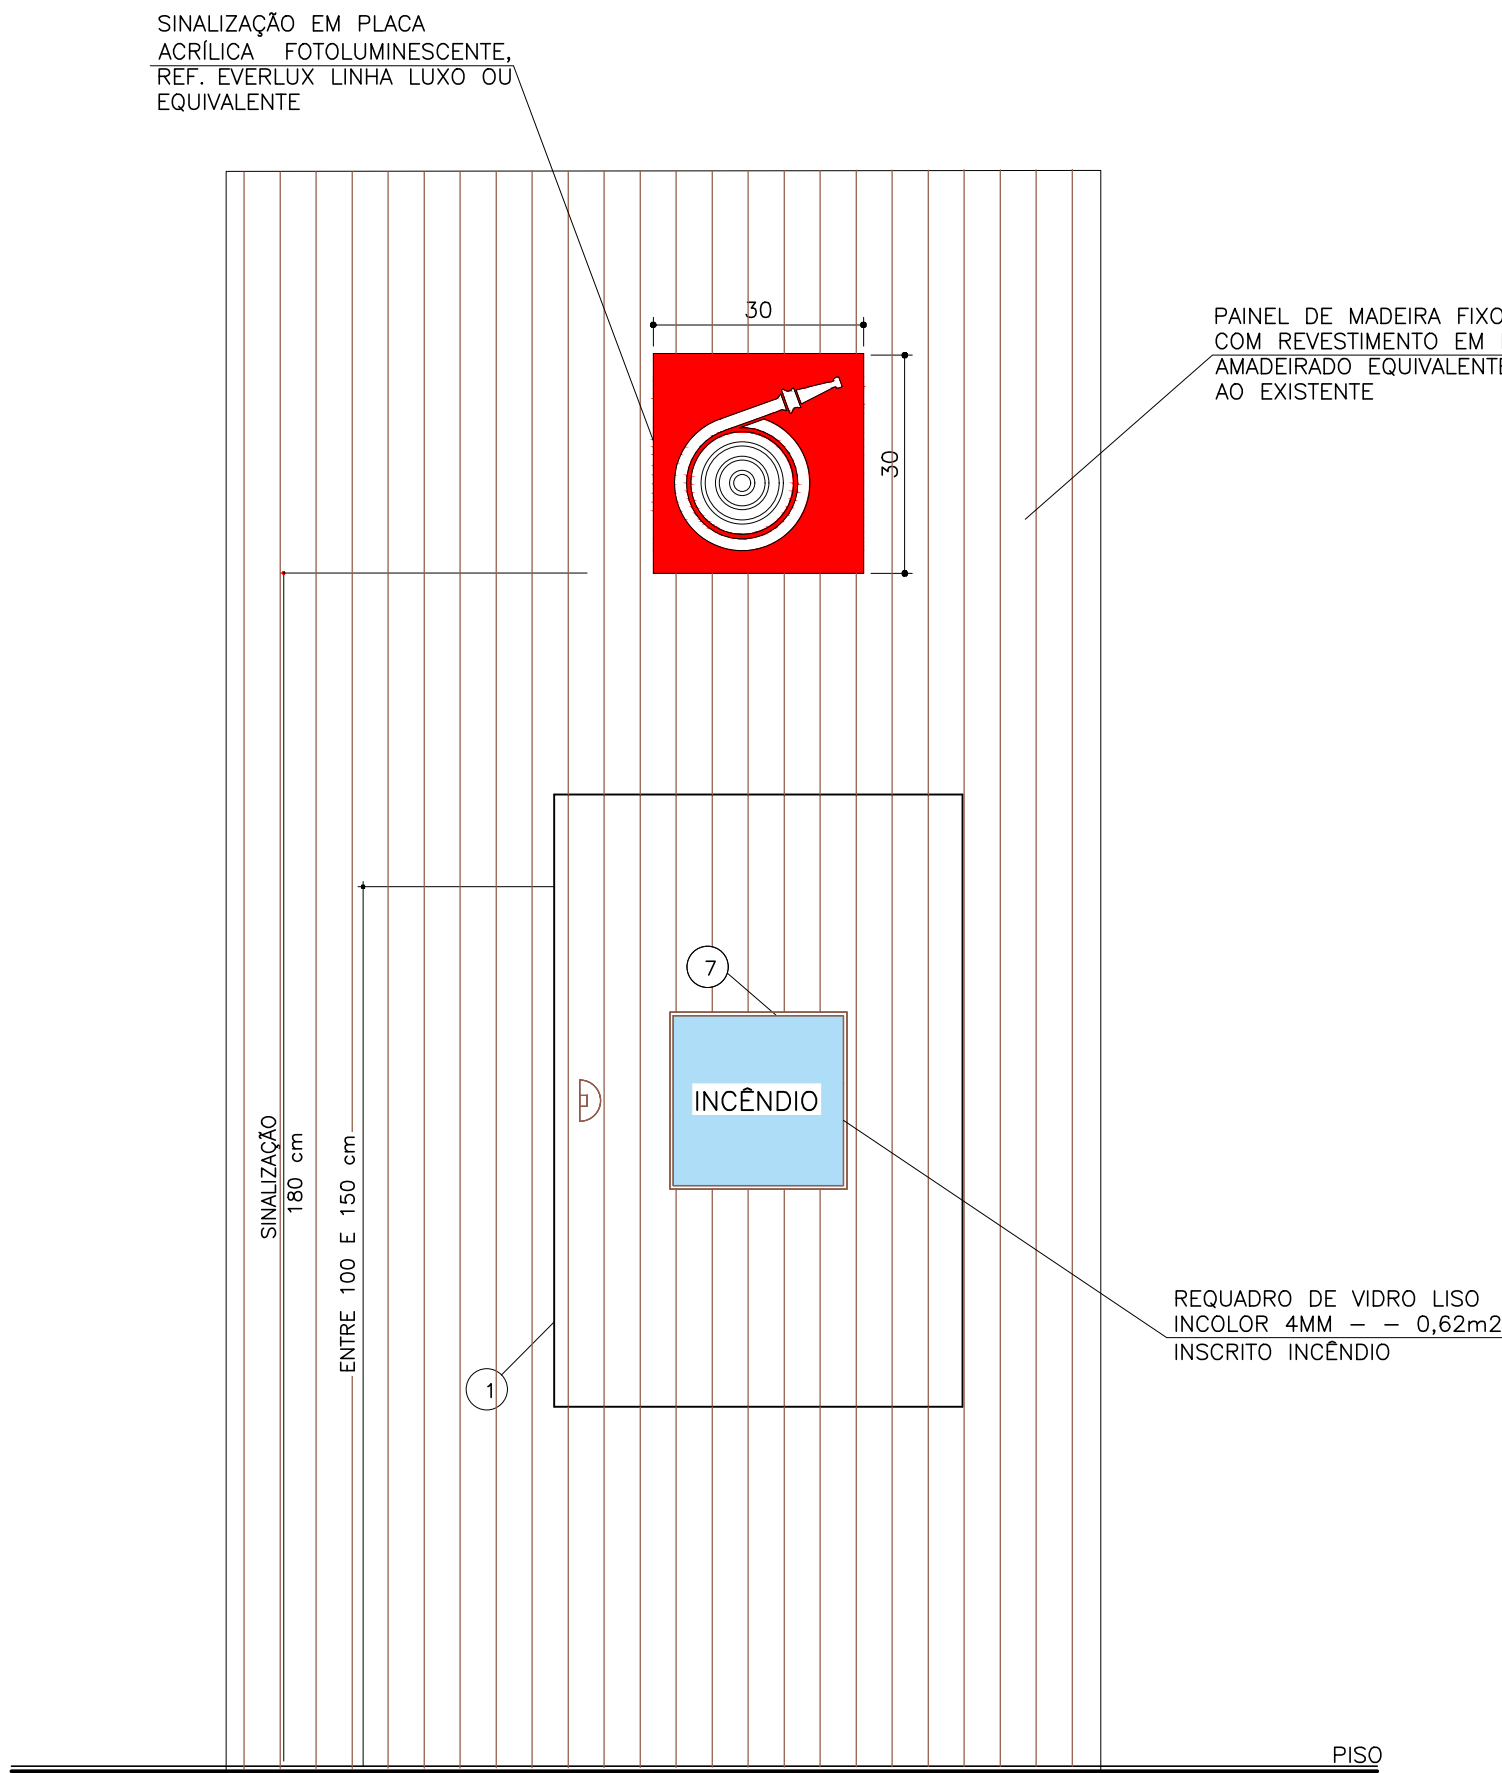 SINALIZAÇÃO EM PLACA
ACRÍLICA FOTOLUMINESCENTE,
REF. EVERLUX LINHA LUXO OU
EQUIVALENTE
30
30
PAINEL DE MADEIRA FIXO
COM REVESTIMENTO EM
AMADEIRADO EQUIVALENTE
AO EXISTENTE
7
INCÊNDIO
SINALIZAÇÃO
180 cm
ENTRE 100 E 150 cm
1
REQUADRO DE VIDRO LISO
INCOLOR 4MM – – 0,62m2
INSCRITO INCÊNDIO
PISO